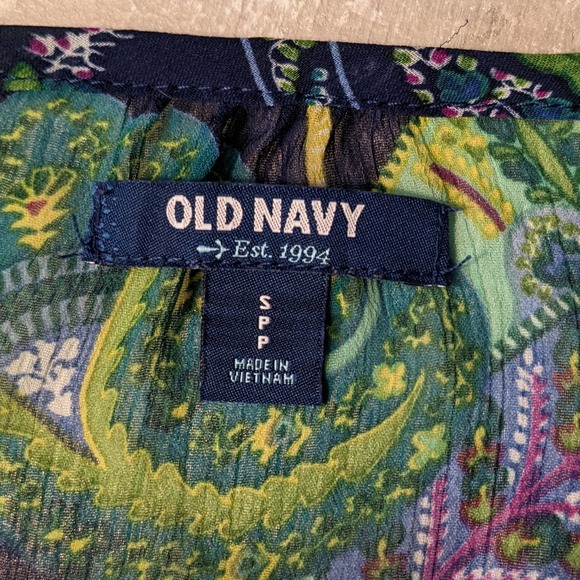 OLD NAVY
Est. 1994
S
P
P
MADE IN
VIETNAM